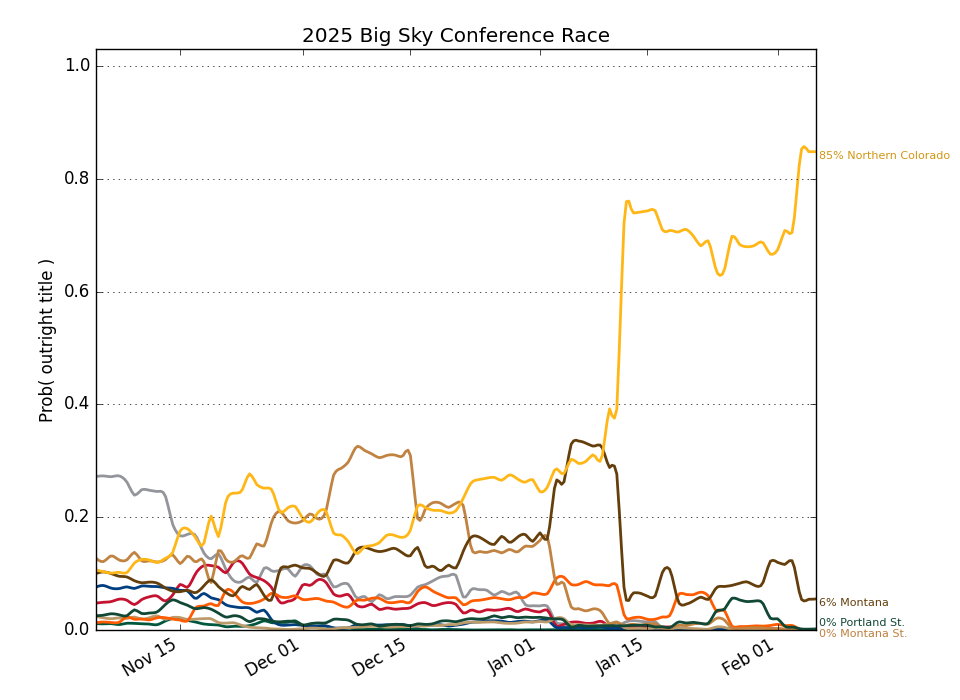 2025 Big Sky Conference Race
Prob( outright title )
1.0
0.8
0.6
0.4
0.2
0.0
85% Northern Colorado
6% Montana
0% Portland St.
0% Montana St.
Nov 15
Dec 01
Dec 15
Jan 01
Jan 15
Feb 01